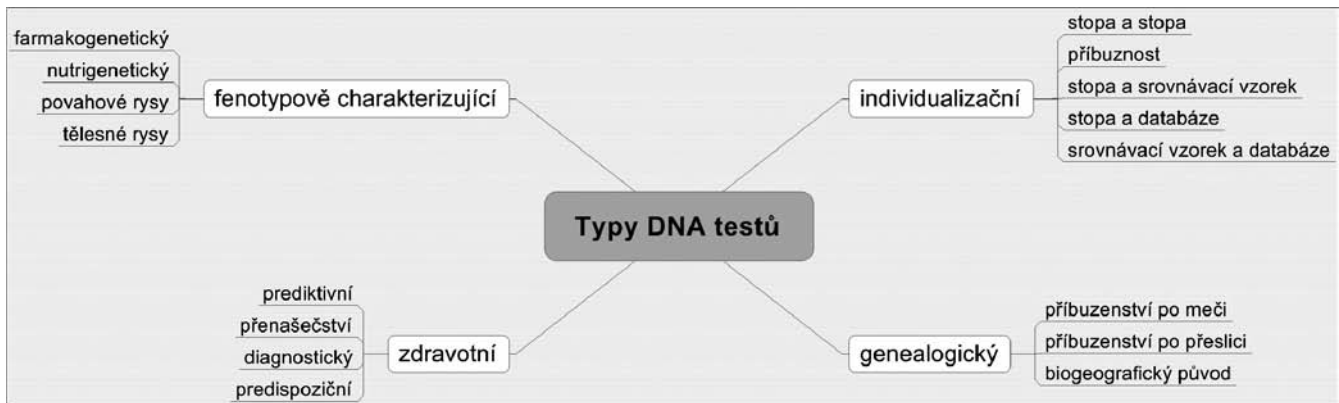 farmakogenetický
nutrigenetický
povahové rysy
tělesné rysy
fenotypově charakterizující
individualizační
stopa a stopa
příbuznost
stopa a srovnávací vzorek
stopa a databáze
srovnávací vzorek a databáze
Typy DNA testů
prediktivní
přenašečství
diagnostický
predispoziční
zdravotní
genealogický
příbuzenství po meči
příbuzenství po přeslici
biogeografický původ